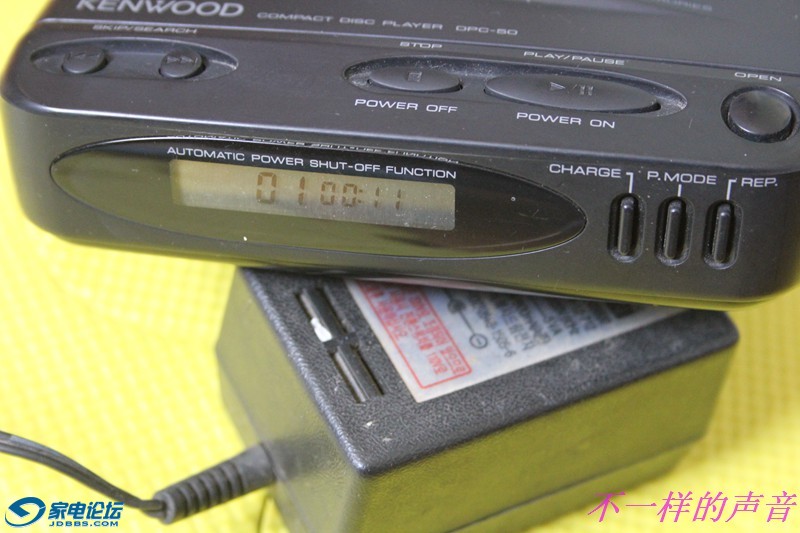 KENWOOD
COMPACT DISC PLAYER DPC-50
SKIP/SEARCH
STOP
PLAY/PAUSE
OPEN
POWER OFF
POWER ON
AUTOMATIC POWER SHUT-OFF FUNCTION
01 00:11
CHARGE P.MODE REP.
家电论坛
JDBBS.COM
不一样的声音